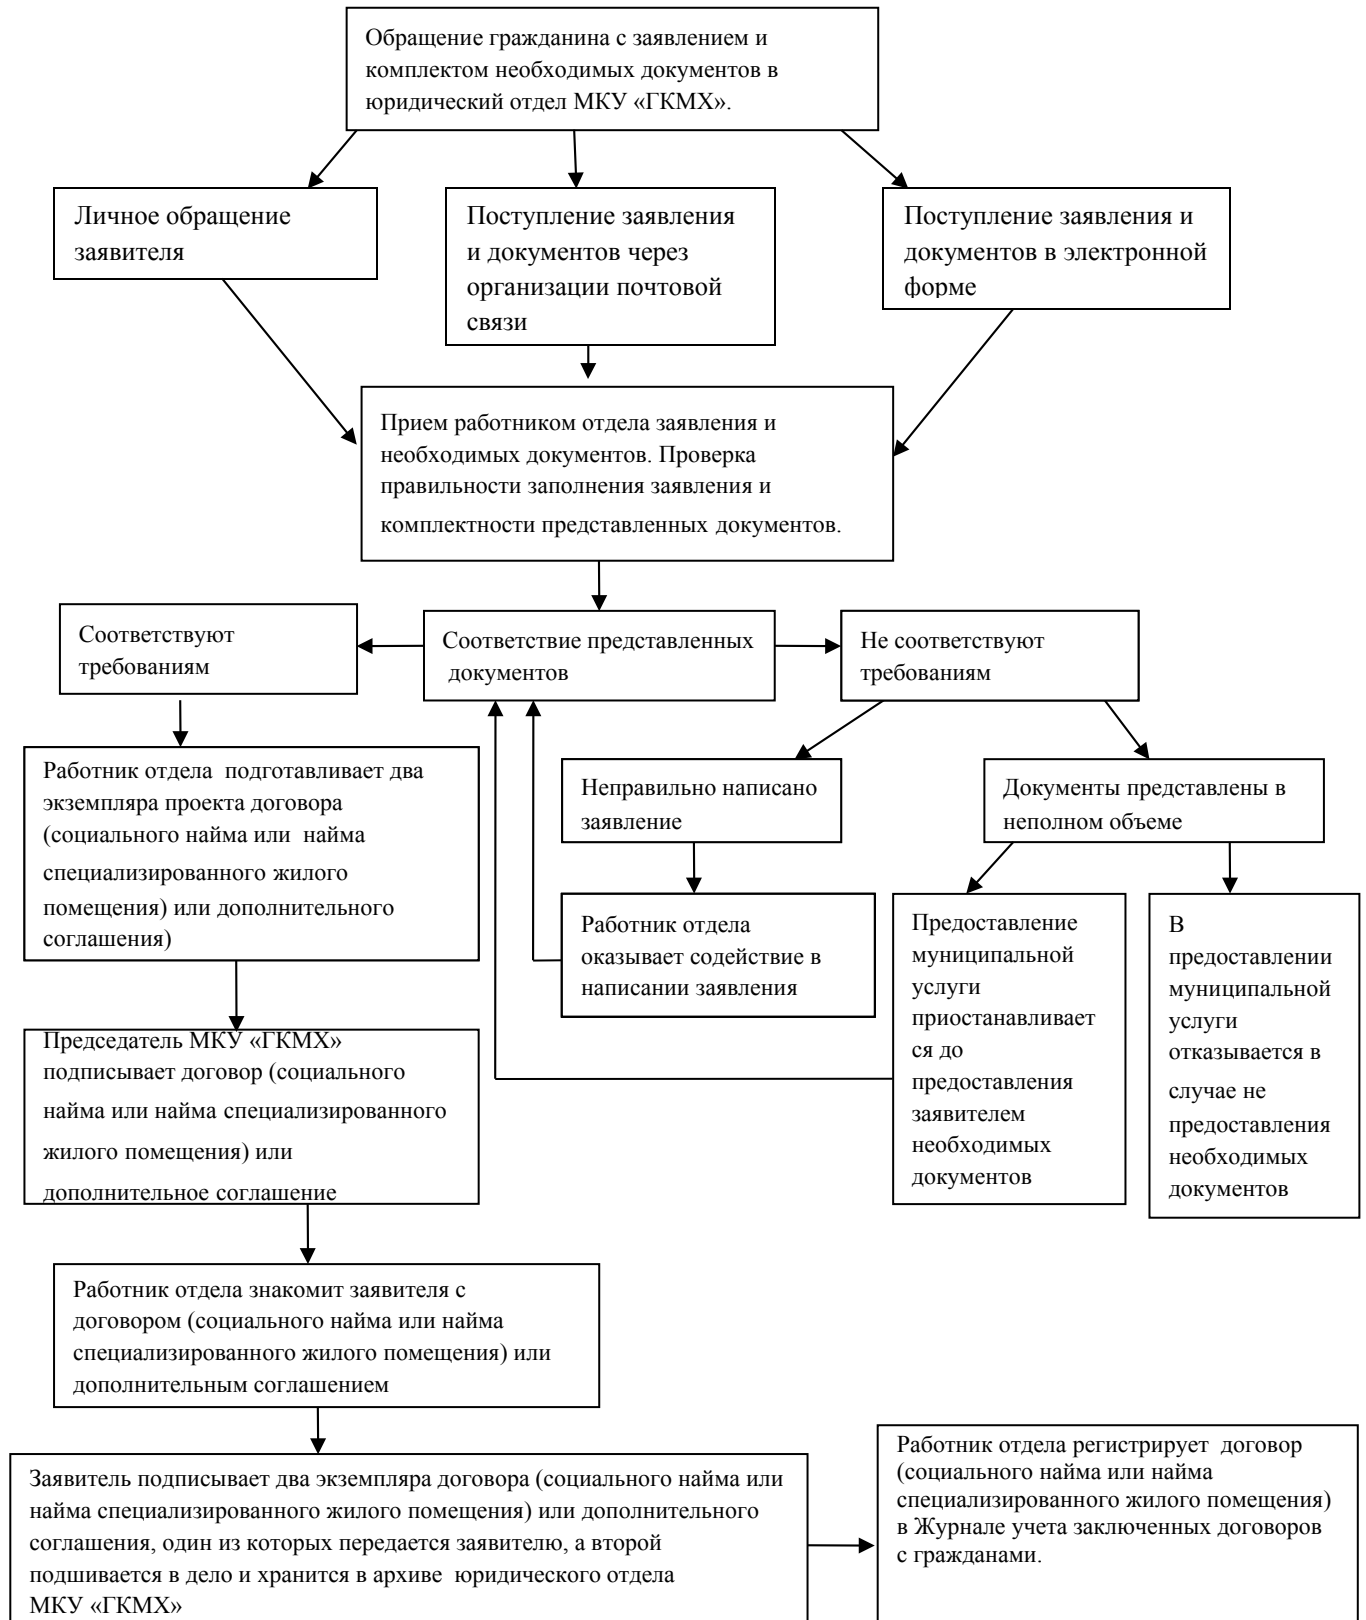 Обращение гражданина с заявлением и
комплектом необходимых документов в
юридический отдел МКУ «ГКМХ».
Личное обращение
заявителя
Поступление заявления
и документов через
организации почтовой
связи
Поступление заявления и
документов в электронной
форме
Прием работником отдела заявления и
необходимых документов. Проверка
правильности заполнения заявления и
комплектности представленных документов.
Соответствуют
требованиям
Соответствие представленных
документов
Не соответствуют
требованиям
Работник отдела подготавливает два
экземпляра проекта договора
(социального найма или найма
специализированного жилого
помещения) или дополнительного
соглашения)
Неправильно написано
заявление
Документы представлены в
неполном объеме
Работник отдела
оказывает содействие в
написании заявления
Предоставление
муниципальной
услуги
приостанавливает
ся до
предоставления
заявителем
необходимых
документов
В
предоставлении
муниципальной
услуги
отказывается в
случае не
предоставления
необходимых
документов
Председатель МКУ «ГКМХ»
подписывает договор (социального
найма или найма специализированного
жилого помещения) или
дополнительное соглашение
Работник отдела знакомит заявителя с
договором (социального найма или найма
специализированного жилого помещения) или
дополнительным соглашением
Заявитель подписывает два экземпляра договора (социального найма или
найма специализированного жилого помещения) или дополнительного
соглашения, один из которых передается заявителю, а второй
подшивается в дело и хранится в архиве юридического отдела
МКУ «ГКМХ»
Работник отдела регистрирует договор
(социального найма или найма
специализированного жилого помещения)
в Журнале учета заключенных договоров
с гражданами.